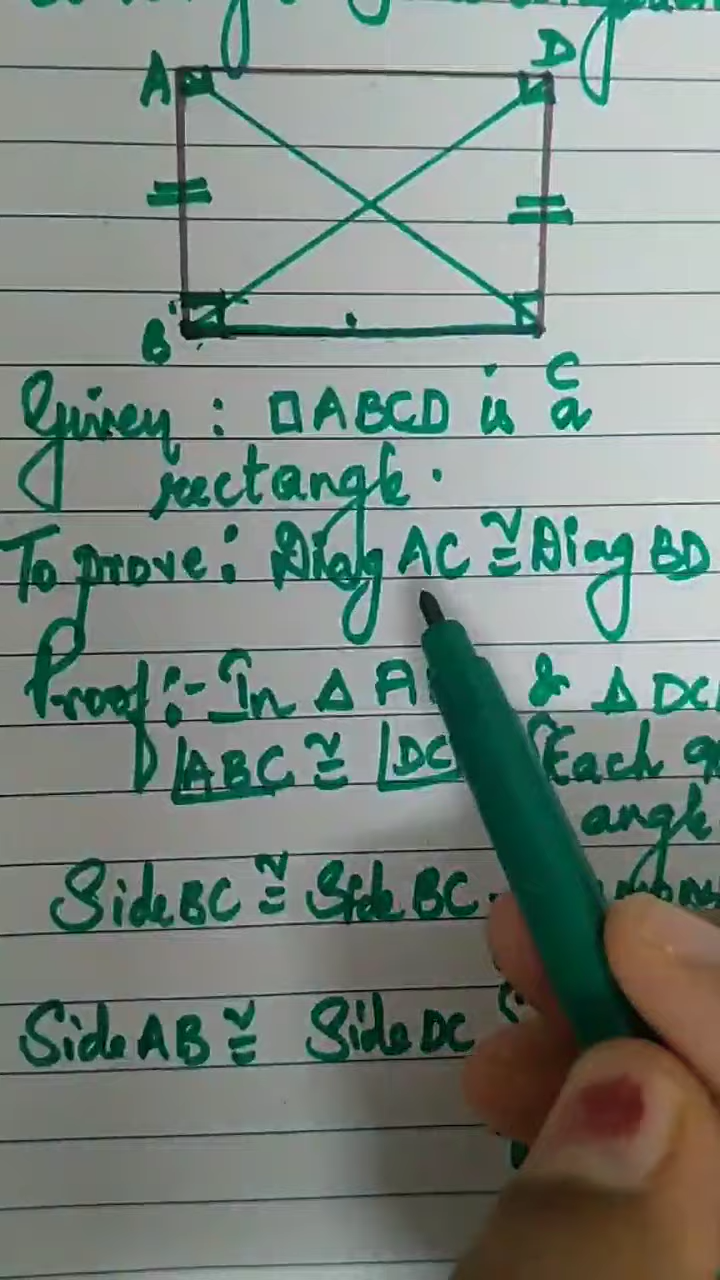 A D
B C
Given : □ABCD is a
rectangle.
To prove : Diag AC ≅ Diag BD
Proof :- In Δ A & Δ DC
∠ABC ≅ ∠DC (Each
angle
Side BC ≅ Side BC.
Side AB ≅ Side DC (